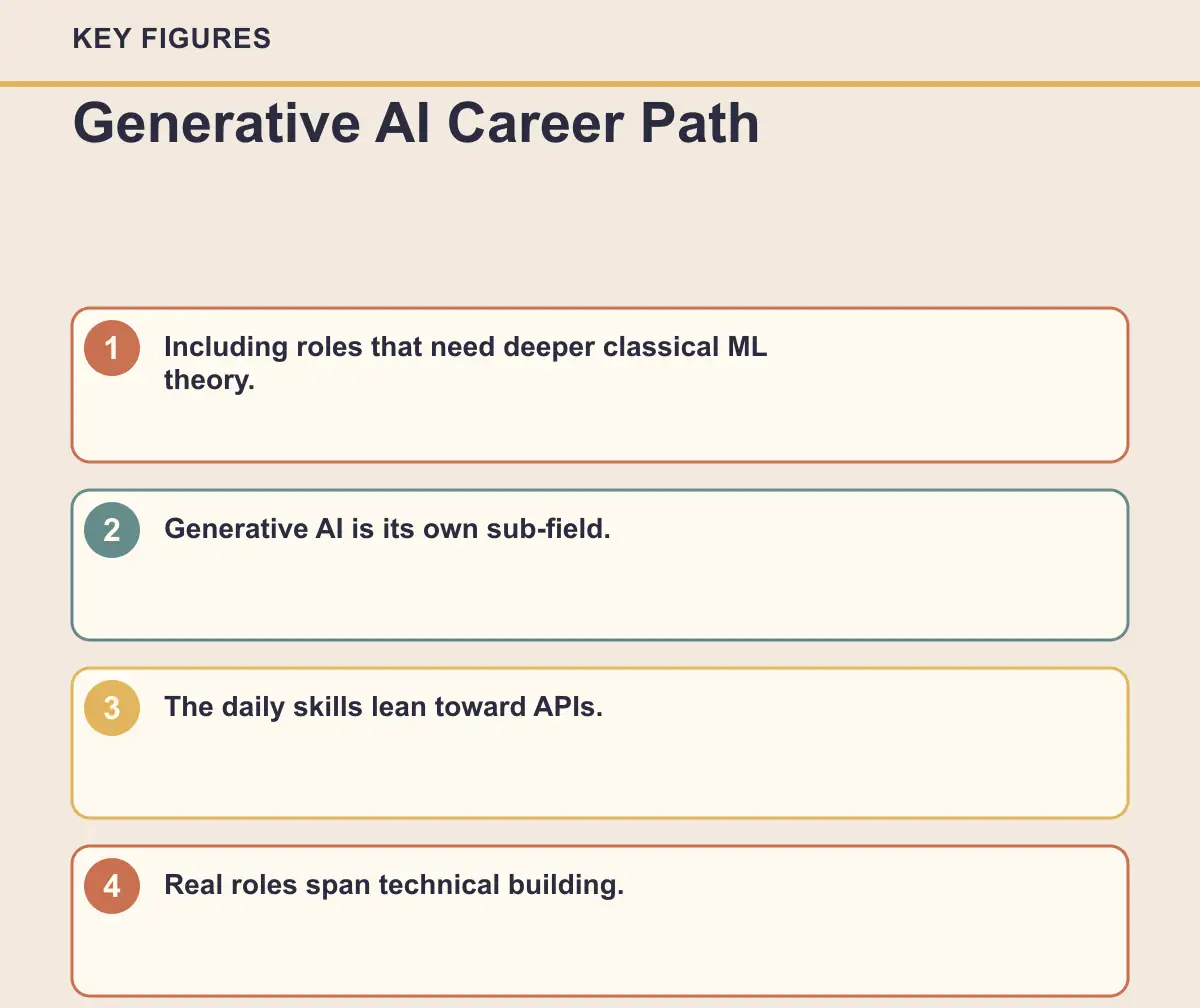 KEY FIGURES
Generative AI Career Path
1
Including roles that need deeper classical ML
theory.
2
Generative AI is its own sub-field.
3
The daily skills lean toward APIs.
4
Real roles span technical building.